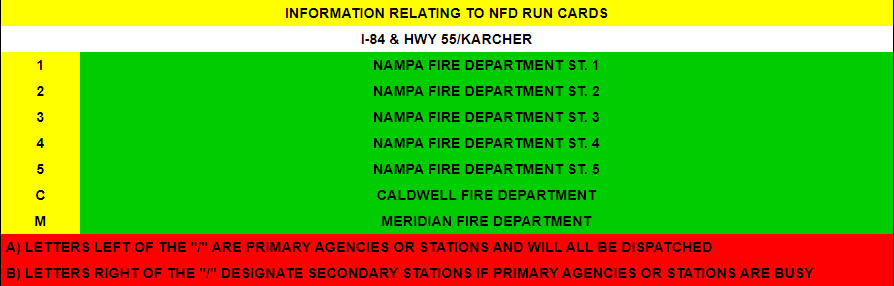 INFORMATION RELATING TO NFD RUN CARDS
I-84 & HWY 55/KARCHER
1 NAMPA FIRE DEPARTMENT ST. 1
2 NAMPA FIRE DEPARTMENT ST. 2
3 NAMPA FIRE DEPARTMENT ST. 3
4 NAMPA FIRE DEPARTMENT ST. 4
5 NAMPA FIRE DEPARTMENT ST. 5
C CALDWELL FIRE DEPARTMENT
M MERIDIAN FIRE DEPARTMENT
A) LETTERS LEFT OF THE "/" ARE PRIMARY AGENCIES OR STATIONS AND WILL ALL BE DISPATCHED
B) LETTERS RIGHT OF THE "/" DESIGNATE SECONDARY STATIONS IF PRIMARY AGENCIES OR STATIONS ARE BUSY